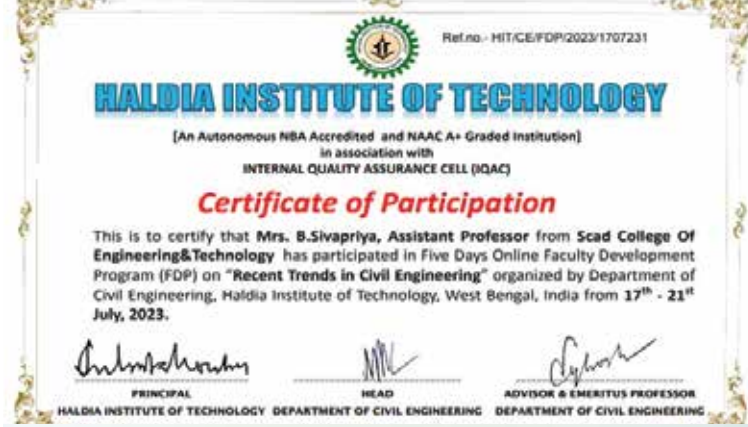 Ref.no.- HIT/CE/FDP/2023/1707231
HALDIA INSTITUTE OF TECHNOLOGY
[An Autonomous NBA Accredited and NAAC A+ Graded Institution]
in association with
INTERNAL QUALITY ASSURANCE CELL (IQAC)
Certificate of Participation
This is to certify that Mrs. B.Sivapriya, Assistant Professor from Scad College Of
Engineering&Technology has participated in Five Days Online Faculty Development
Program (FDP) on "Recent Trends in Civil Engineering" organized by Department of
Civil Engineering, Haldia Institute of Technology, West Bengal, India from 17th - 21st
July, 2023.
PRINCIPAL HEAD ADVISOR & EMERITUS PROFESSOR
HALDIA INSTITUTE OF TECHNOLOGY DEPARTMENT OF CIVIL ENGINEERING DEPARTMENT OF CIVIL ENGINEERING